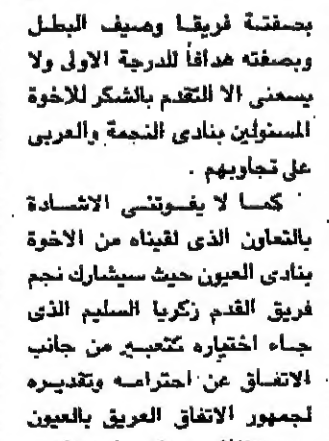 بصفتة فريقا وصيف البطل
وبصفته هدافاً للدرجة الاولى ولا
يسعنى الا التقدم بالشكر للاخوة
المسئولين بنادى النجمة والعربى
على تجاوبهم .
كما لا يفوتنى الاشادة
بالتعاون الذى لقيناه من الاخوة
بنادى العيون حيث سيشارك نجم
فريق القدم زكريا السليم الذى
جاء اختياره كتعبير من جانب
الاتفاق عن احترامه وتقديره
لجمهور الاتفاق العريق بالعيون